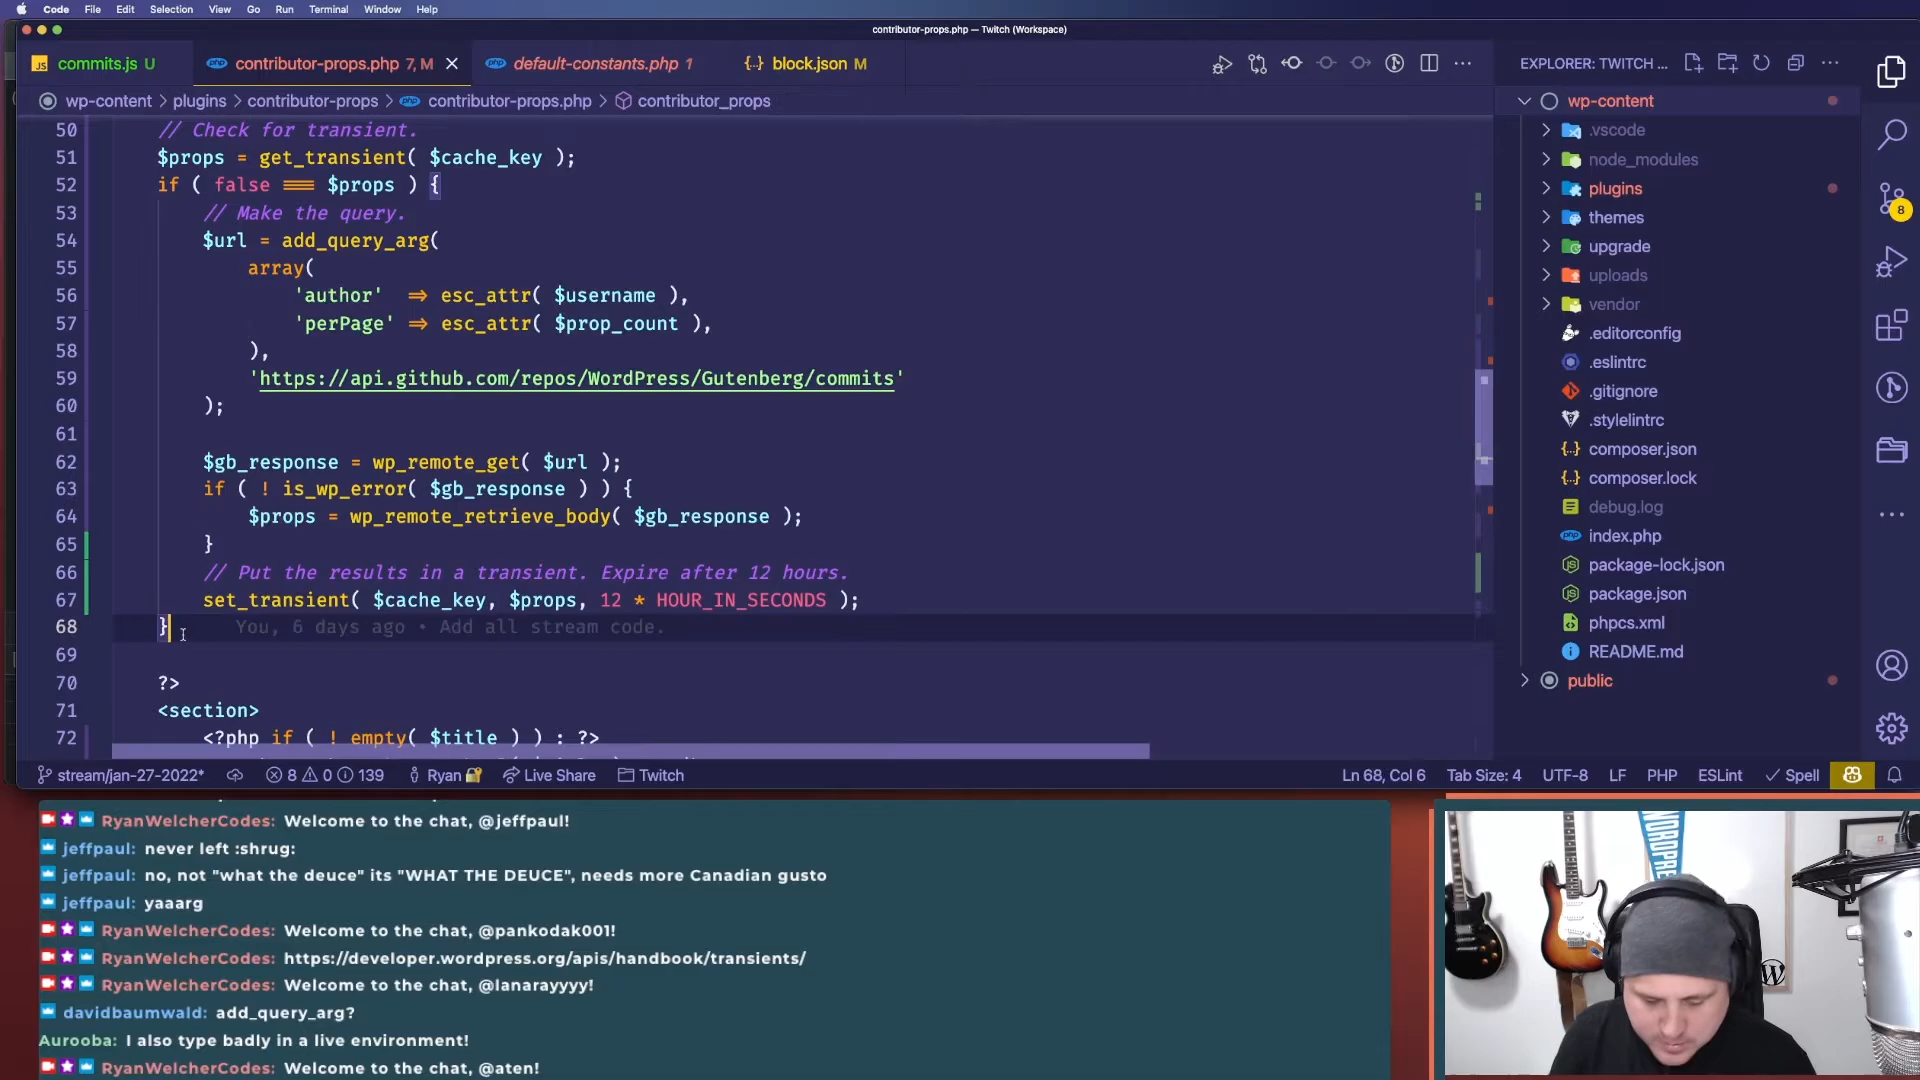 Code File Edit Selection View Go Run Terminal Window Help
contributor-props.php — Twitch (Workspace)
JS commits.js U
php contributor-props.php 7, M
php default-constants.php 1
{.} block.json M
EXPLORER: TWITCH ...
wp-content > plugins > contributor-props > contributor-props.php > contributor_props
50 // Check for transient.
51 $props = get_transient( $cache_key );
52 if ( false === $props ) {
53 // Make the query.
54 $url = add_query_arg(
55 array(
56 'author' => esc_attr( $username ),
57 'perPage' => esc_attr( $prop_count ),
58 ),
59 'https://api.github.com/repos/WordPress/Gutenberg/commits'
60 );
61
62 $gb_response = wp_remote_get( $url );
63 if ( ! is_wp_error( $gb_response ) ) {
64 $props = wp_remote_retrieve_body( $gb_response );
65 }
66 // Put the results in a transient. Expire after 12 hours.
67 set_transient( $cache_key, $props, 12 * HOUR_IN_SECONDS );
68 } You, 6 days ago • Add all stream code.
69
70 ?>
71 <section>
72 <?php if ( ! empty( $title ) ) : ?>
wp-content
.vscode
node_modules
plugins
themes
upgrade
uploads
vendor
.editorconfig
.eslintrc
.gitignore
.stylelintrc
composer.json
composer.lock
debug.log
index.php
package-lock.json
package.json
phpcs.xml
README.md
public
8
stream/jan-27-2022* 8 0 139 Ryan Live Share Twitch Ln 68, Col 6 Tab Size: 4 UTF-8 LF PHP ESLint Spell
RyanWelcherCodes: Welcome to the chat, @jeffpaul!
jeffpaul: never left :shrug:
jeffpaul: no, not "what the deuce" its "WHAT THE DEUCE", needs more Canadian gusto
jeffpaul: yaaarg
RyanWelcherCodes: Welcome to the chat, @pankodak001!
RyanWelcherCodes: https://developer.wordpress.org/apis/handbook/transients/
RyanWelcherCodes: Welcome to the chat, @lanarayyyy!
davidbaumwald: add_query_arg?
Aurooba: I also type badly in a live environment!
RyanWelcherCodes: Welcome to the chat, @aten!